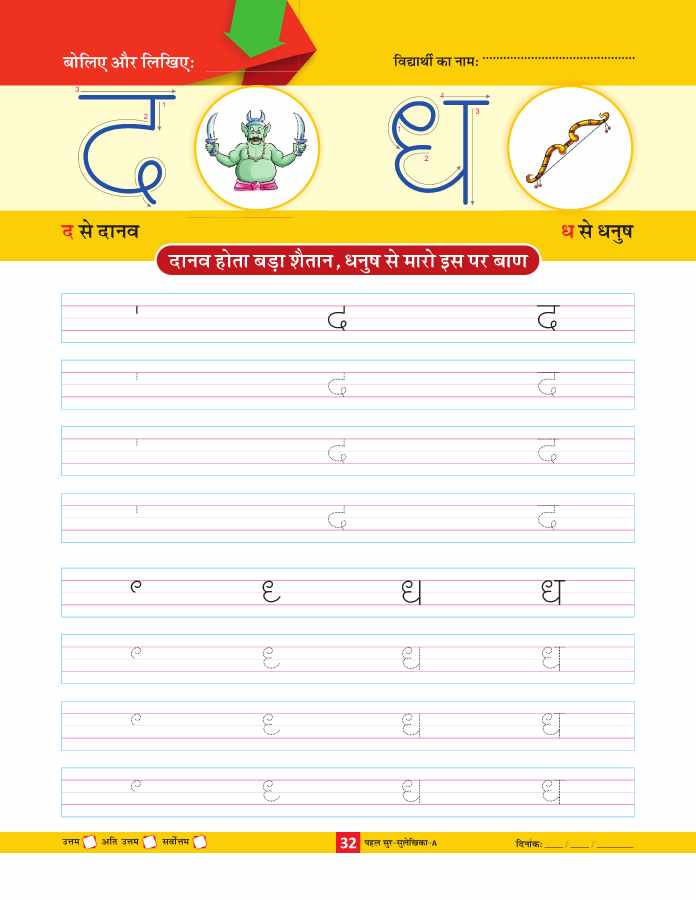 बोलिए और लिखिए:
विद्यार्थी का नाम:
3 1 2 द
4 3 1 2 ध
द से दानव
ध से धनुष
दानव होता बड़ा शैतान, धनुष से मारो इस पर बाण
द द
द द
द द
द द
ध ध
ध ध
ध ध
ध ध
उत्तम अति उत्तम सर्वोत्तम 32 पहल सुर-सुलेखिका-A दिनांक: ____ / ____ / ____